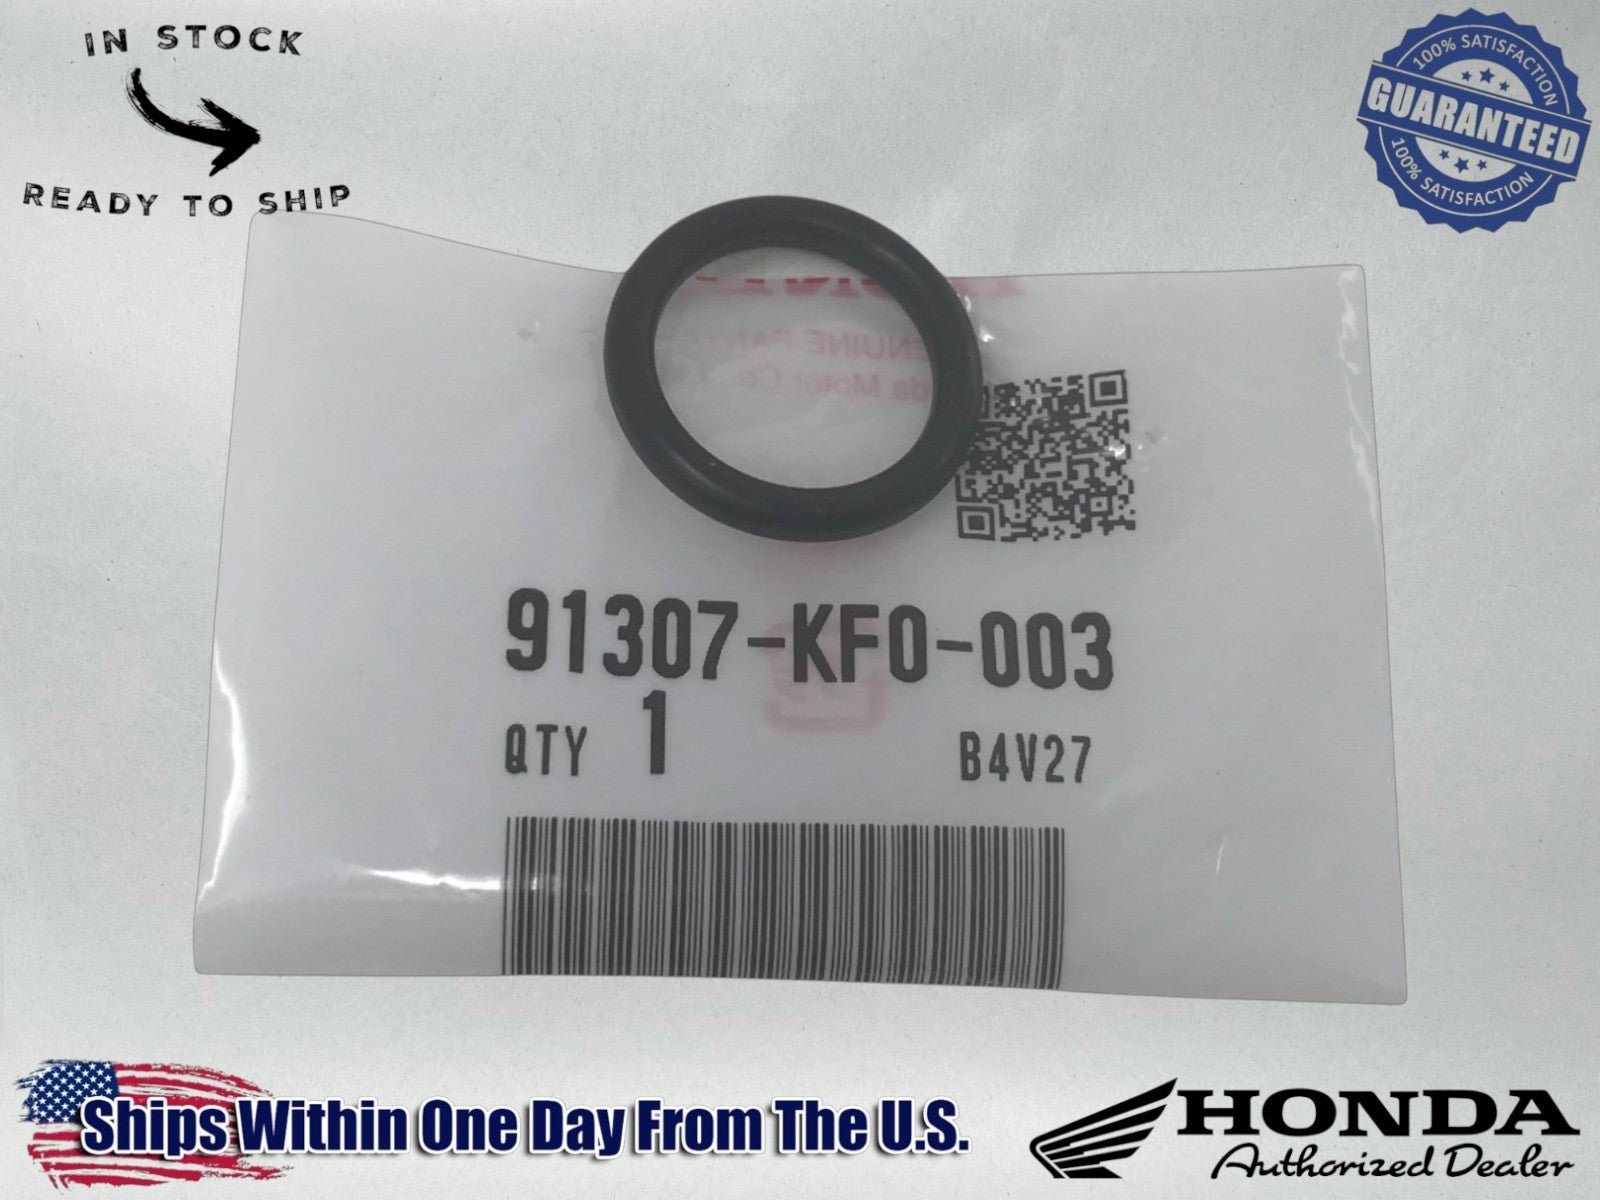 IN STOCK
READY TO SHIP
100% SATISFACTION
GUARANTEED
100% SATISFACTION
91307-KF0-003
QTY 1 B4V27
Ships Within One Day From The U.S.
HONDA
Authorized Dealer